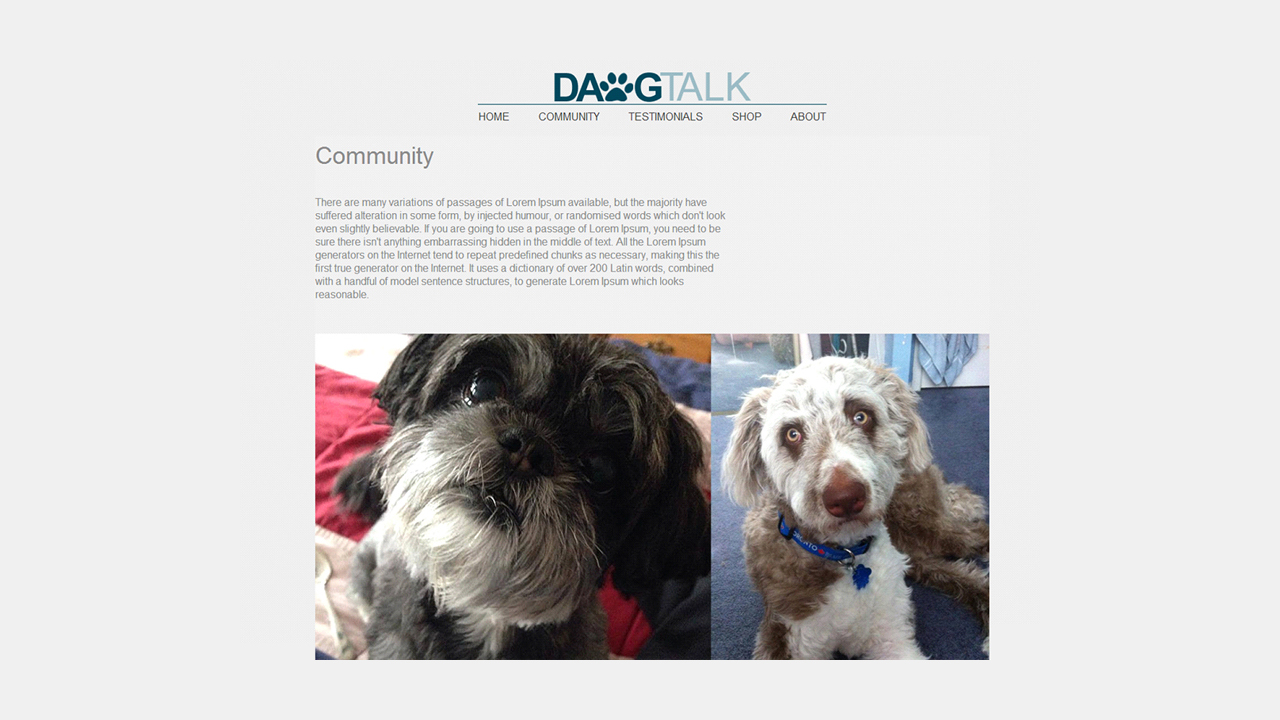 DAWGTALK
HOME COMMUNITY TESTIMONIALS SHOP ABOUT
Community
There are many variations of passages of Lorem Ipsum available, but the majority have
suffered alteration in some form, by injected humour, or randomised words which don't look
even slightly believable. If you are going to use a passage of Lorem Ipsum, you need to be
sure there isn't anything embarrassing hidden in the middle of text. All the Lorem Ipsum
generators on the Internet tend to repeat predefined chunks as necessary, making this the
first true generator on the Internet. It uses a dictionary of over 200 Latin words, combined
with a handful of model sentence structures, to generate Lorem Ipsum which looks
reasonable.